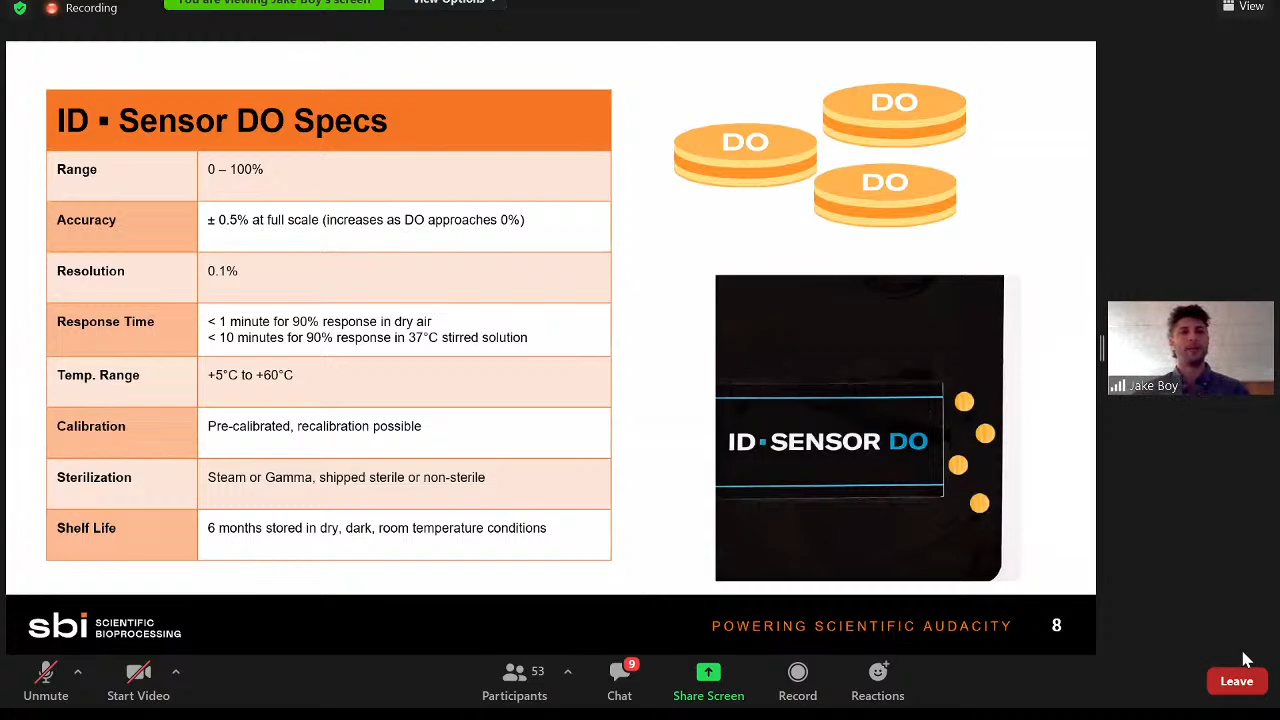 Recording
You are viewing Jake Boy's screen
View Options
View
ID ▪ Sensor DO Specs
Range
0 – 100%
Accuracy
± 0.5% at full scale (increases as DO approaches 0%)
Resolution
0.1%
Response Time
< 1 minute for 90% response in dry air
< 10 minutes for 90% response in 37°C stirred solution
Temp. Range
+5°C to +60°C
Calibration
Pre-calibrated, recalibration possible
Sterilization
Steam or Gamma, shipped sterile or non-sterile
Shelf Life
6 months stored in dry, dark, room temperature conditions
DO
DO
DO
ID▪SENSOR DO
Jake Boy
sbi SCIENTIFIC
BIOPROCESSING
POWERING SCIENTIFIC AUDACITY
8
Unmute
Start Video
53
Participants
9
Chat
Share Screen
Record
Reactions
Leave